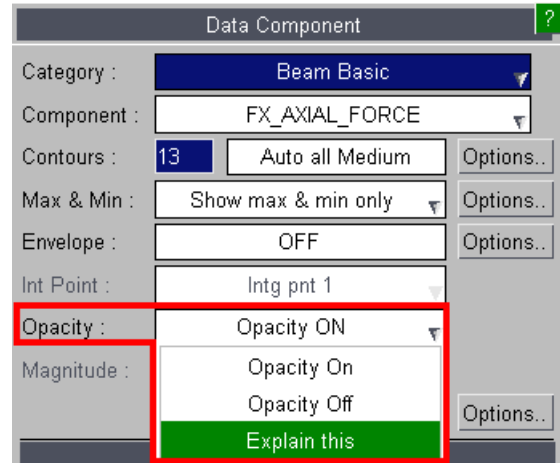 Data Component ?
Category : Beam Basic
Component : FX_AXIAL_FORCE
Contours : 13 Auto all Medium Options..
Max & Min : Show max & min only Options..
Envelope : OFF Options..
Int Point : Intg pnt 1
Opacity : Opacity ON
Magnitude : Opacity On
Opacity Off Options..
Explain this